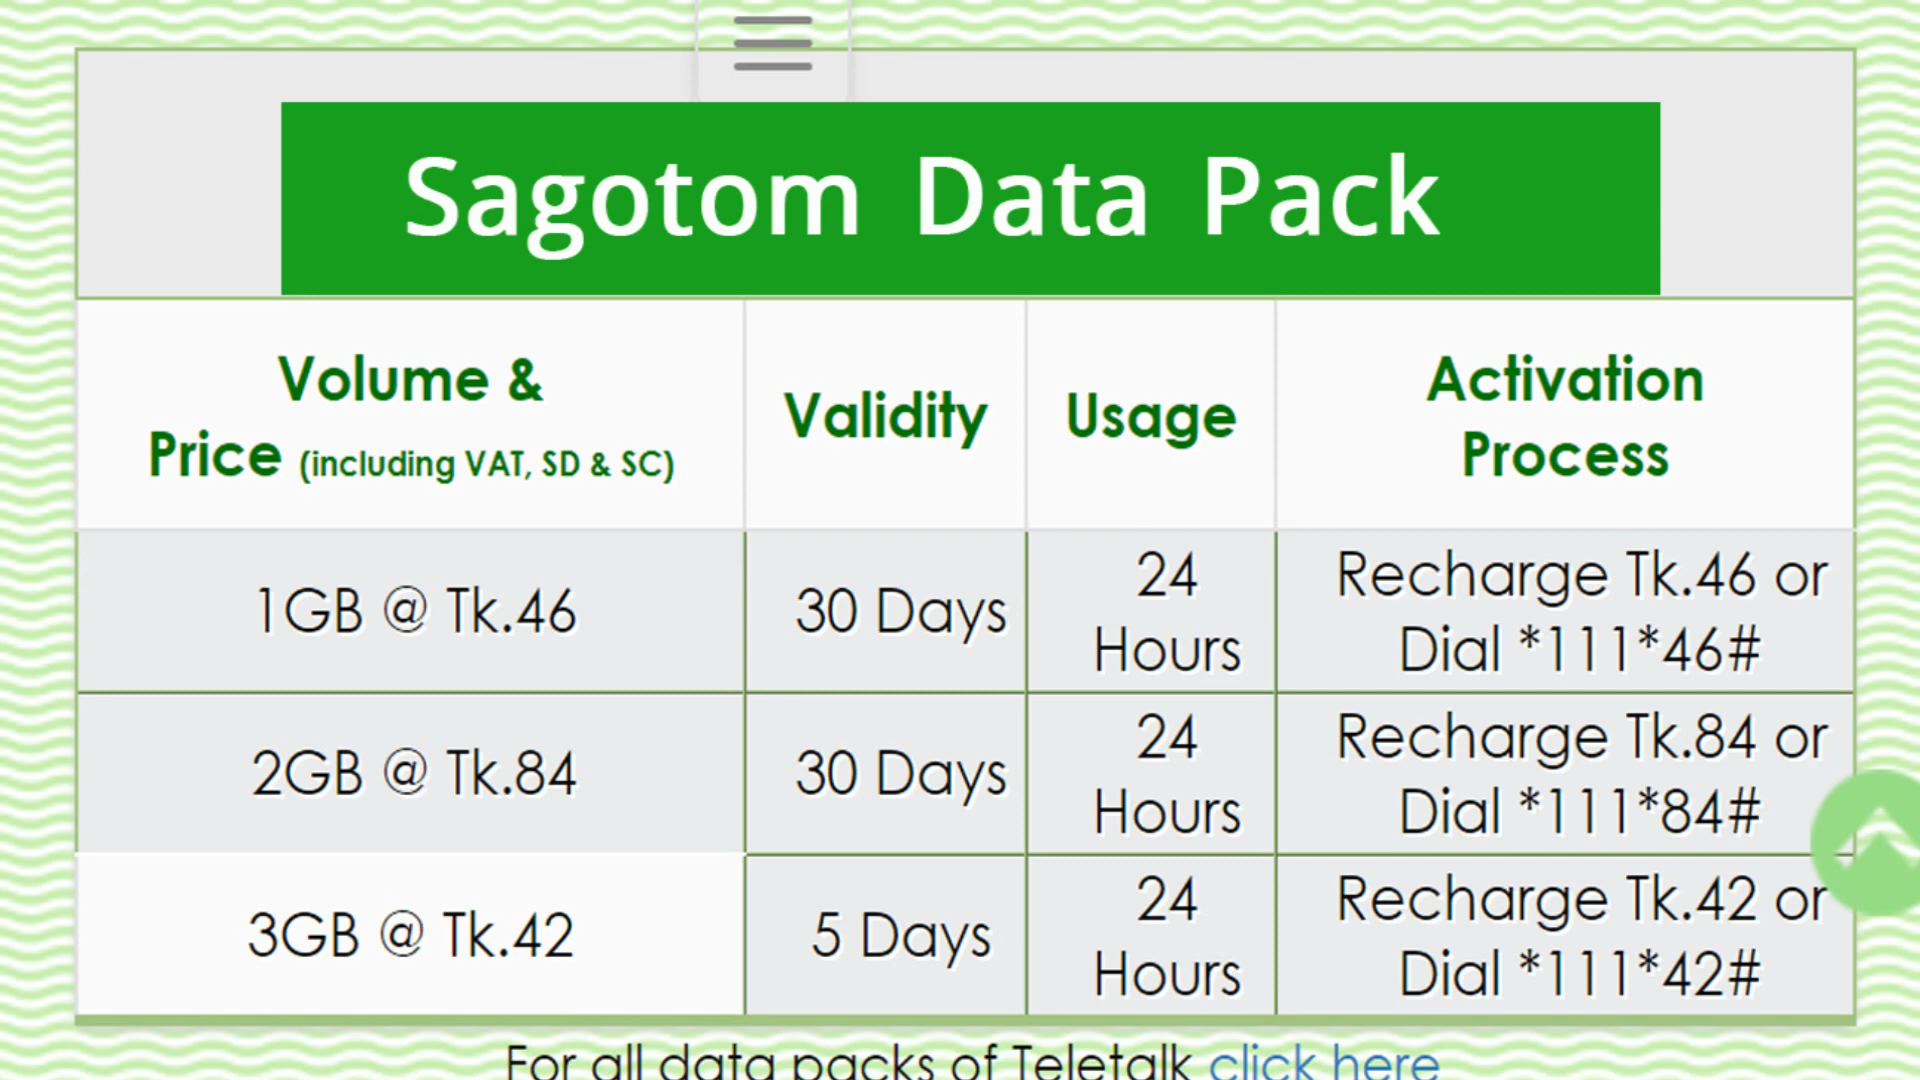 Sagotom Data Pack
Volume &
Price (including VAT, SD & SC)
Validity
Usage
Activation
Process
1GB @ Tk.46
30 Days
24
Hours
Recharge Tk.46 or
Dial *111*46#
2GB @ Tk.84
30 Days
24
Hours
Recharge Tk.84 or
Dial *111*84#
3GB @ Tk.42
5 Days
24
Hours
Recharge Tk.42 or
Dial *111*42#
For all data packs of Teletalk click here